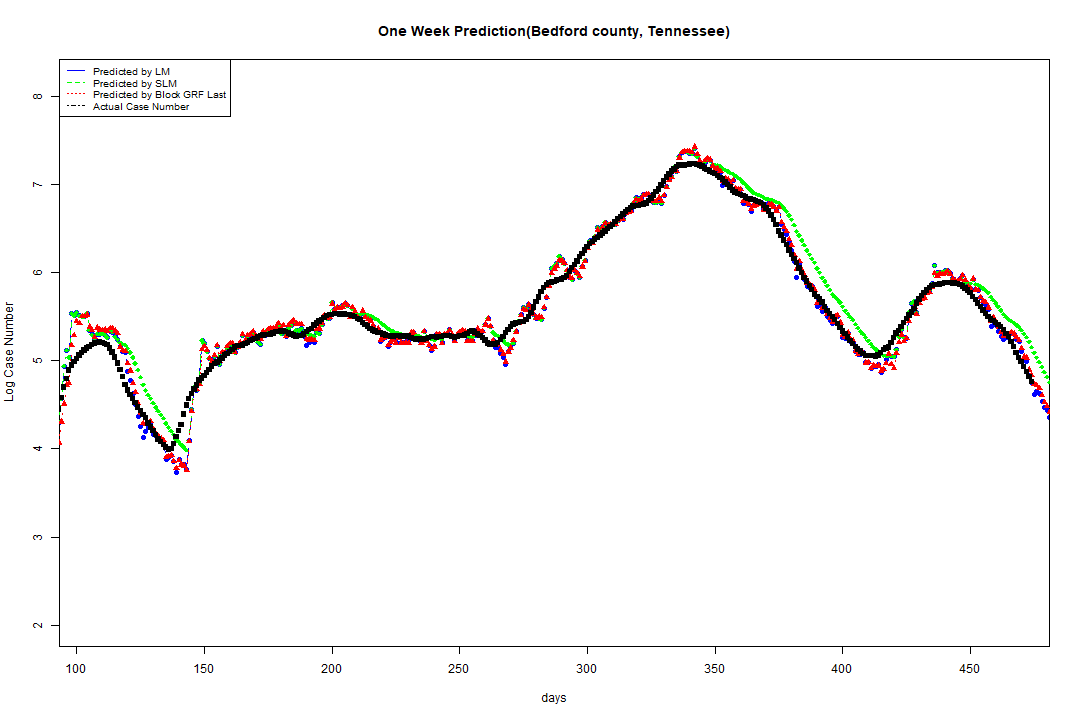 One Week Prediction(Bedford county, Tennessee)
Predicted by LM
Predicted by SLM
Predicted by Block GRF Last
Actual Case Number
8
7
6
5
4
3
2
Log Case Number
100 150 200 250 300 350 400 450
days